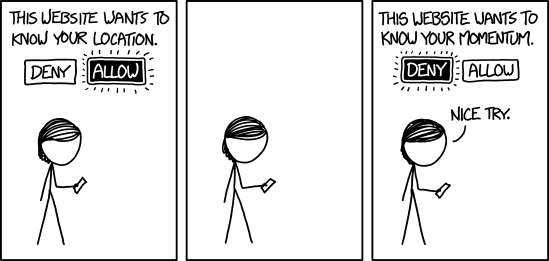 THIS WEBSITE WANTS TO
KNOW YOUR LOCATION.
DENY ALLOW
THIS WEBSITE WANTS TO
KNOW YOUR MOMENTUM.
DENY ALLOW
NICE TRY.